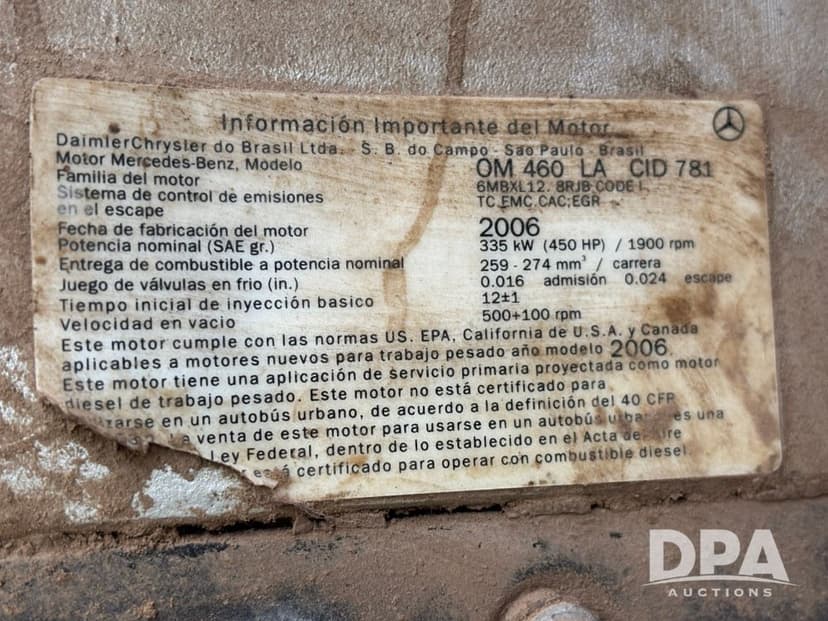 Información Importante del Motor
DaimlerChrysler do Brasil Ltda. - S. B. do Campo - Sao Paulo - Brasil
Motor Mercedes-Benz, Modelo OM 460 LA CID 781
Familia del motor 6MBXL12. 8RJB CODE I.
Sistema de control de emisiones TC,EMC,CAC;EGR
en el escape
Fecha de fabricación del motor 2006
Potencia nominal (SAE gr.) 335 kW (450 HP) / 1900 rpm
Entrega de combustible a potencia nominal 259 - 274 mm³ / carrera
Juego de válvulas en frio (in.) 0.016 admisión 0.024 escape
Tiempo inicial de inyección basico 12±1
Velocidad en vacio 500+100 rpm
Este motor cumple con las normas US. EPA, California de U.S.A. y Canada
aplicables a motores nuevos para trabajo pesado año modelo 2006.
Este motor tiene una aplicación de servicio primaria proyectada como motor
diesel de trabajo pesado. Este motor no está certificado para
izarse en un autobús urbano, de acuerdo a la definición del 40 CFR
La venta de este motor para usarse en un autobús urbano es una
Ley Federal, dentro de lo establecido en el Acta de Aire
está certificado para operar con combustible diesel.
DPA
AUCTIONS